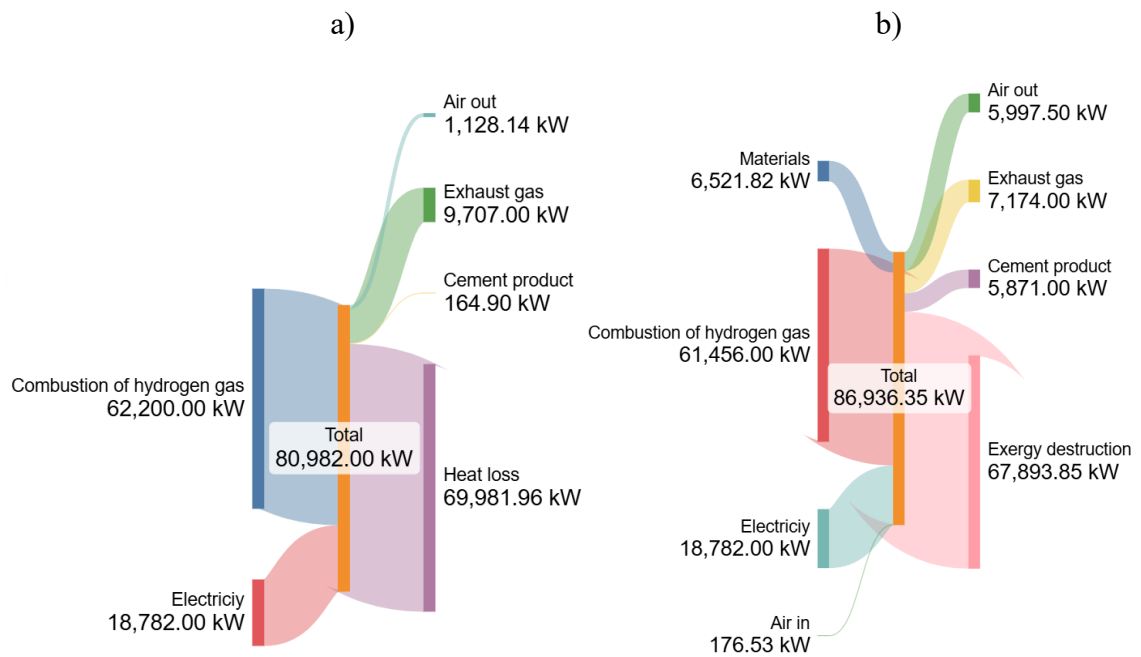 a)
Air out
1,128.14 kW
Exhaust gas
9,707.00 kW
Cement product
164.90 kW
Combustion of hydrogen gas
62,200.00 kW
Total
80,982.00 kW
Heat loss
69,981.96 kW
Electriciy
18,782.00 kW
b)
Air out
5,997.50 kW
Materials
6,521.82 kW
Exhaust gas
7,174.00 kW
Cement product
5,871.00 kW
Combustion of hydrogen gas
61,456.00 kW
Total
86,936.35 kW
Exergy destruction
67,893.85 kW
Electriciy
18,782.00 kW
Air in
176.53 kW